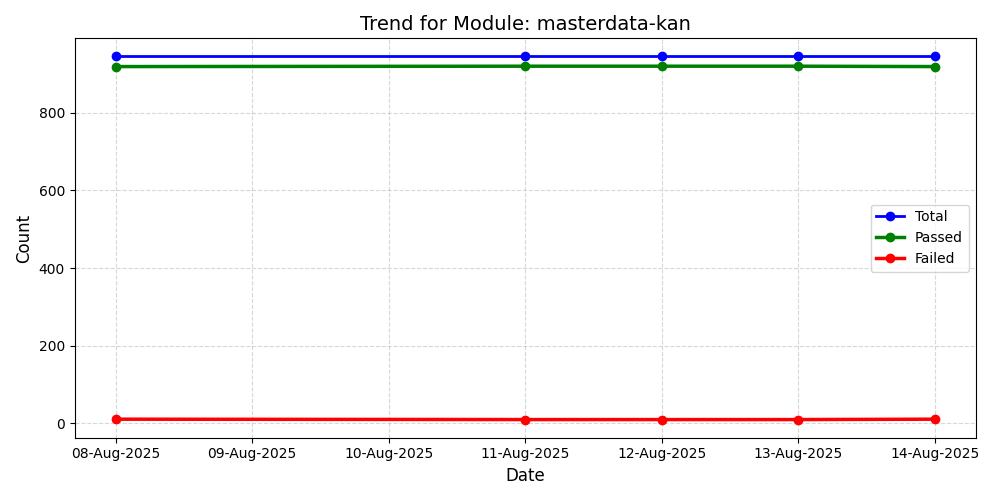 Trend for Module: masterdata-kan
Count
800
600
400
200
0
Total
Passed
Failed
08-Aug-2025
09-Aug-2025
10-Aug-2025
11-Aug-2025
12-Aug-2025
13-Aug-2025
14-Aug-2025
Date